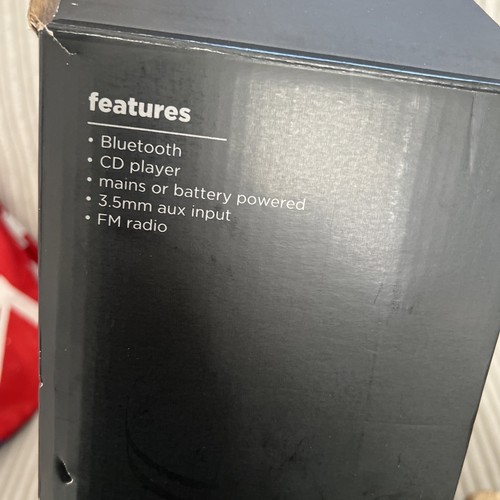 features
• Bluetooth
• CD player
• mains or battery powered
• 3.5mm aux input
• FM radio